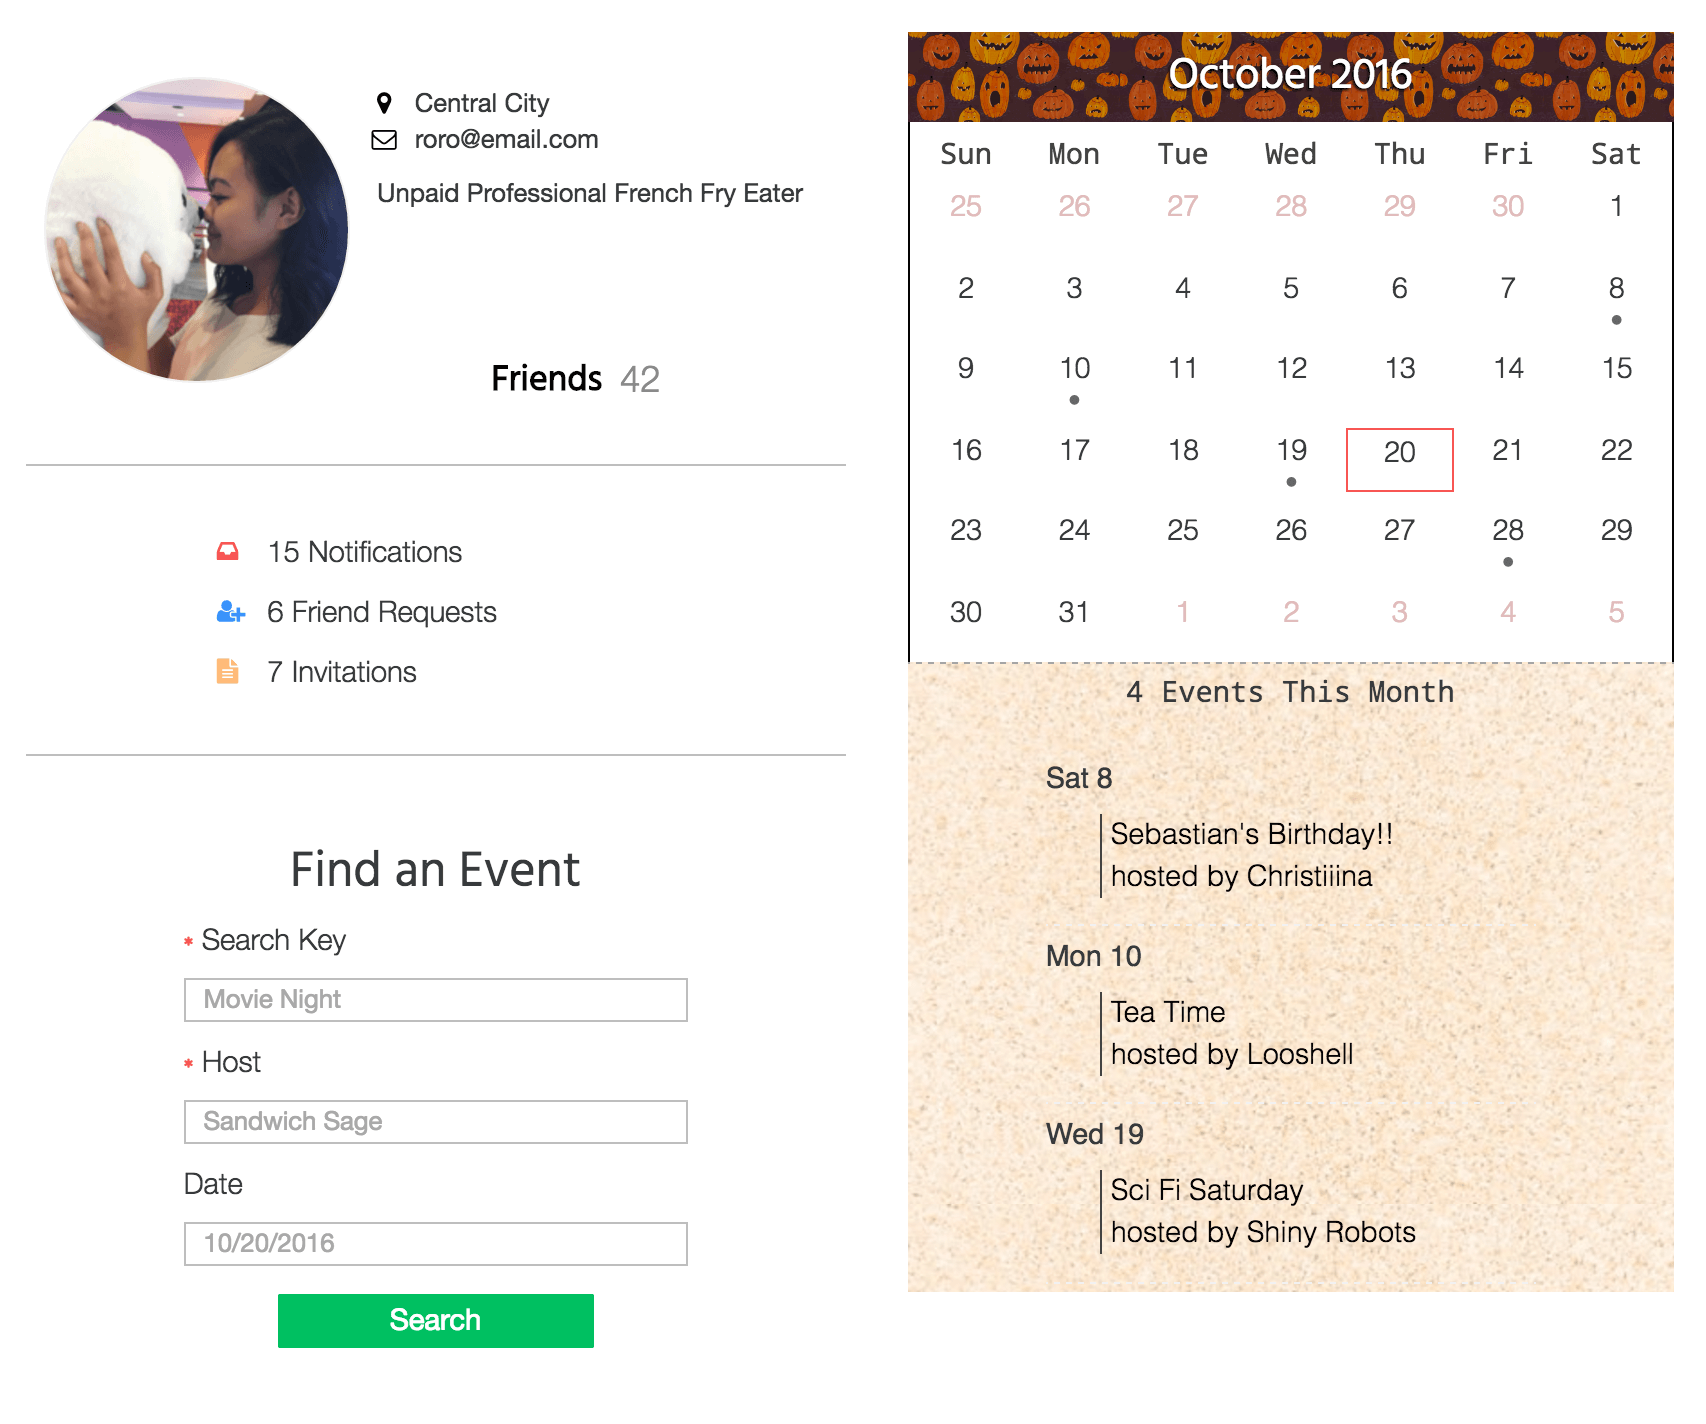 Central City
roro@email.com
Unpaid Professional French Fry Eater
Friends 42
15 Notifications
6 Friend Requests
7 Invitations
Find an Event
* Search Key
Movie Night
* Host
Sandwich Sage
Date
10/20/2016
Search
October 2016
Sun Mon Tue Wed Thu Fri Sat
25 26 27 28 29 30 1
2 3 4 5 6 7 8
9 10 11 12 13 14 15
16 17 18 19 20 21 22
23 24 25 26 27 28 29
30 31 1 2 3 4 5
4 Events This Month
Sat 8
Sebastian's Birthday!!
hosted by Christiiina
Mon 10
Tea Time
hosted by Looshell
Wed 19
Sci Fi Saturday
hosted by Shiny Robots